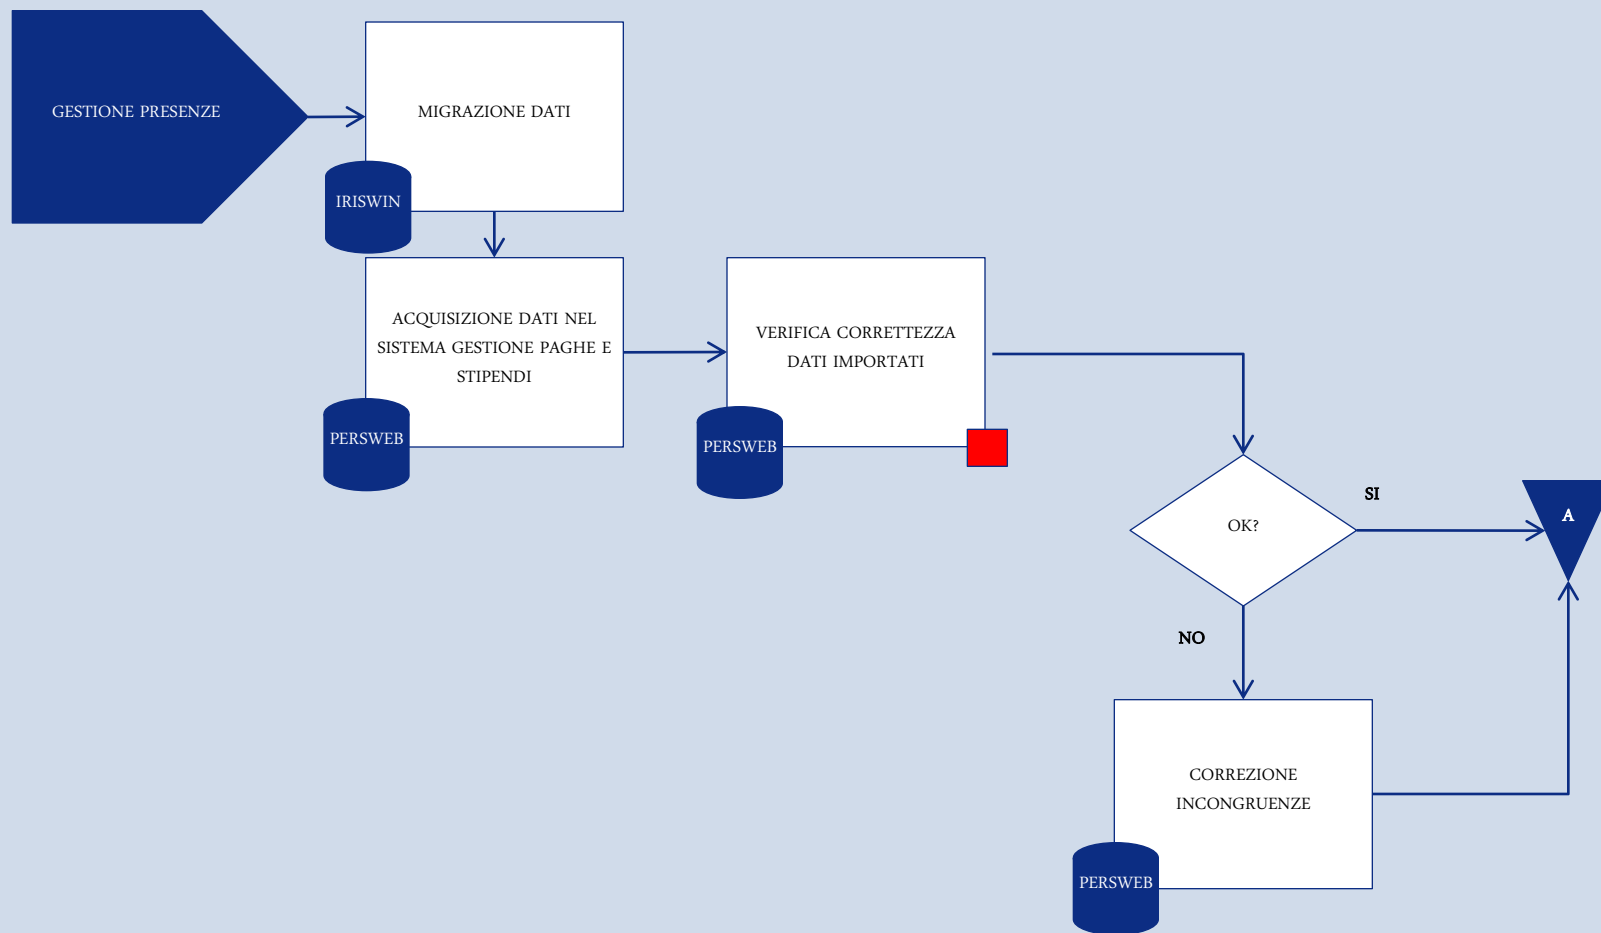 GESTIONE PRESENZE
MIGRAZIONE DATI
IRISWIN
ACQUISIZIONE DATI NEL
SISTEMA GESTIONE PAGHE E
STIPENDI
PERSWEB
VERIFICA CORRETTEZZA
DATI IMPORTATI
PERSWEB
OK?
SI
A
NO
CORREZIONE
INCONGRUENZE
PERSWEB